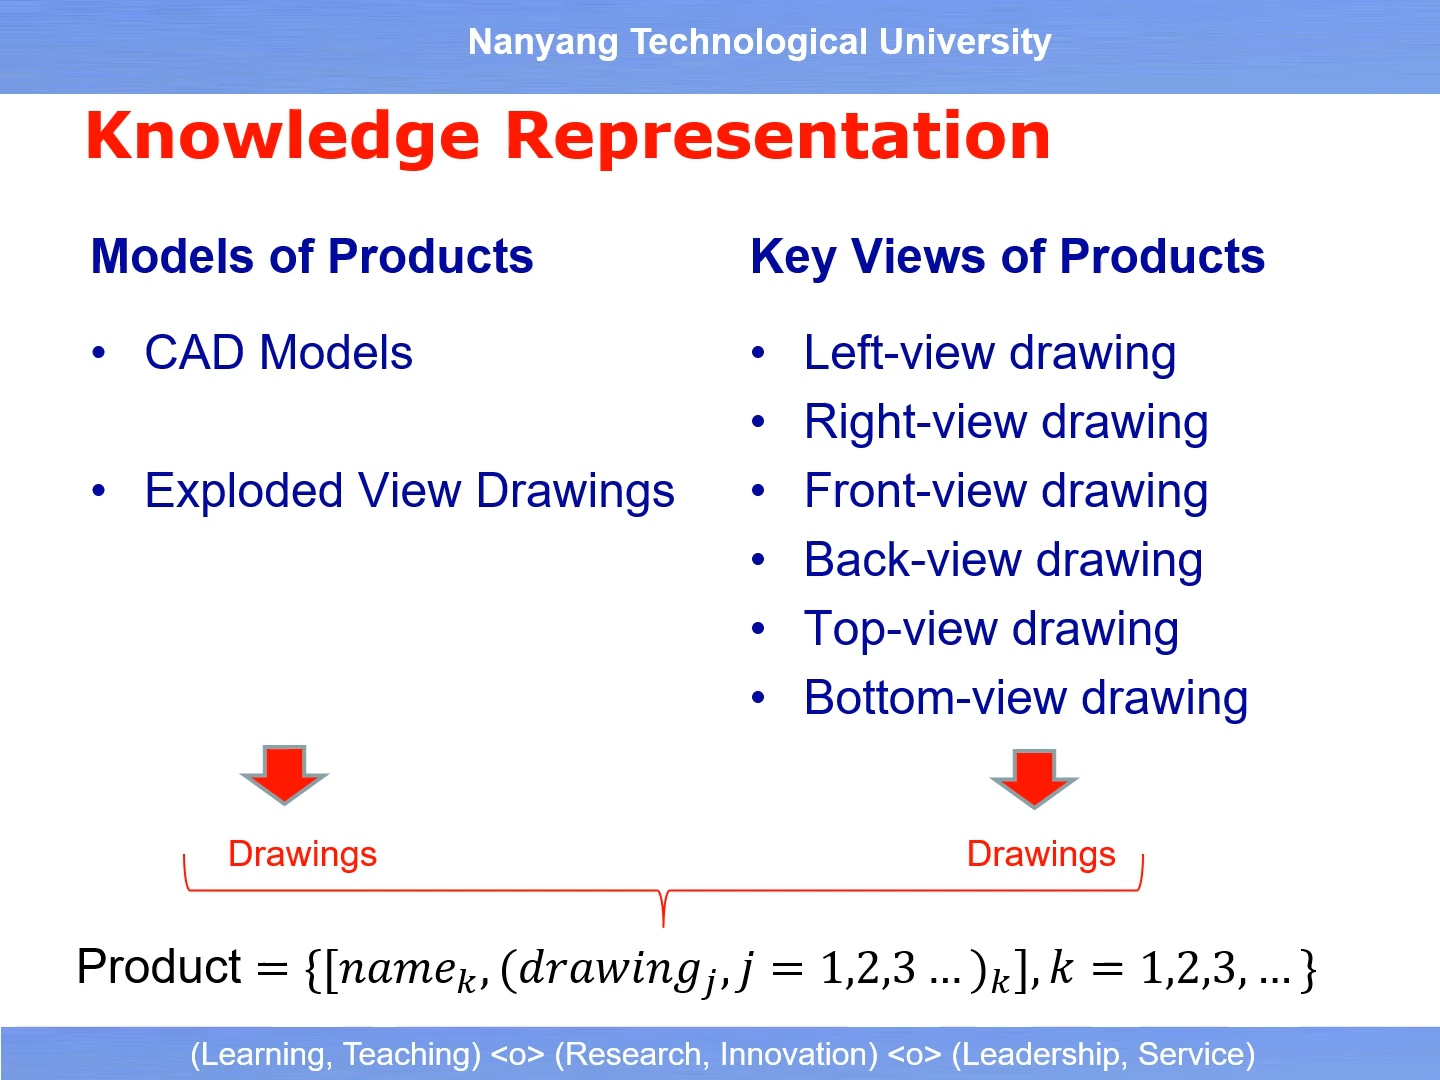 Nanyang Technological University
Knowledge Representation
Models of Products
• CAD Models
• Exploded View Drawings
Key Views of Products
• Left-view drawing
• Right-view drawing
• Front-view drawing
• Back-view drawing
• Top-view drawing
• Bottom-view drawing
Drawings
Drawings
Product = {[name_k, (drawing_j, j = 1,2,3 … )_k], k = 1,2,3, … }
(Learning, Teaching) <o> (Research, Innovation) <o> (Leadership, Service)